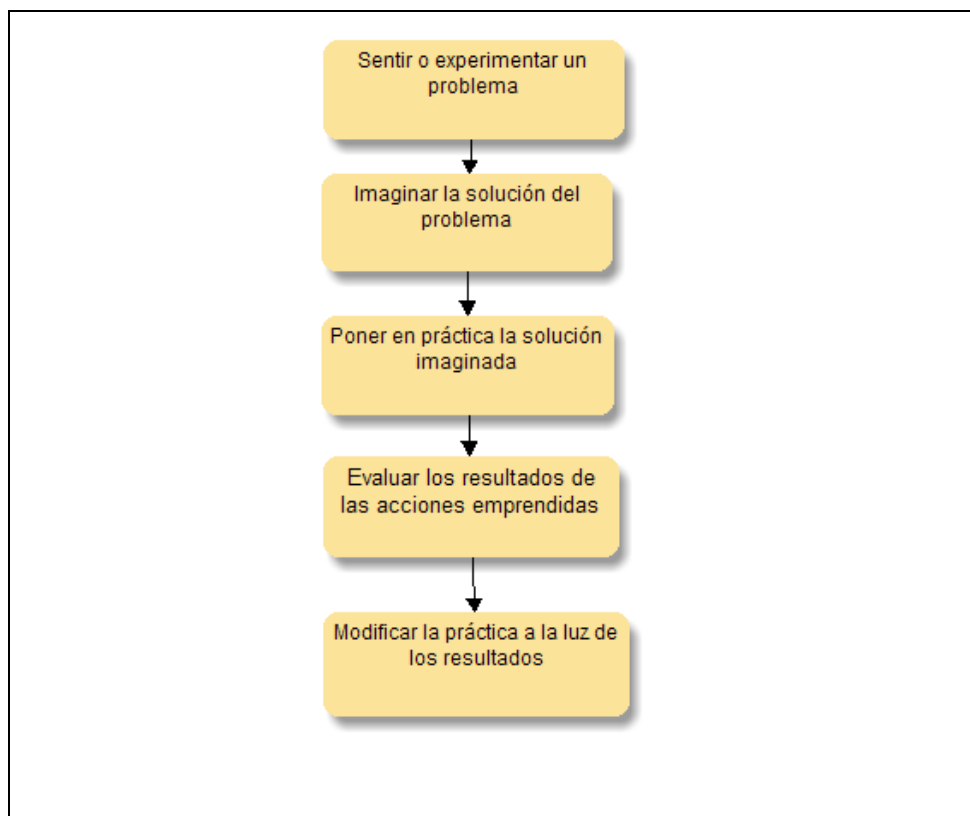 Sentir o experimentar un
problema
Imaginar la solución del
problema
Poner en práctica la solución
imaginada
Evaluar los resultados de
las acciones emprendidas
Modificar la práctica a la luz de
los resultados